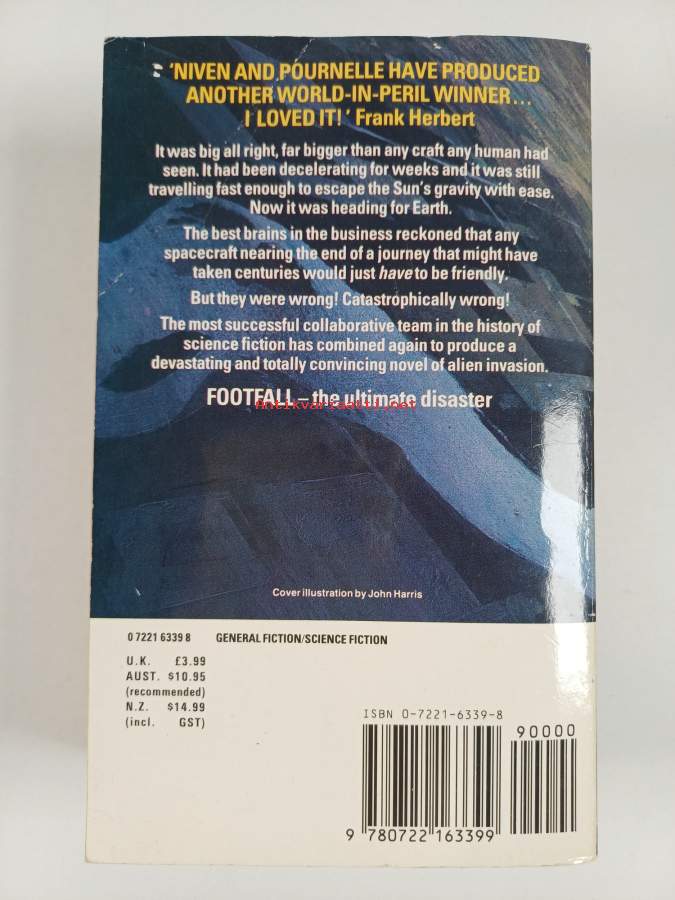 'NIVEN AND POURNELLE HAVE PRODUCED
ANOTHER WORLD-IN-PERIL WINNER...
I LOVED IT!' Frank Herbert
It was big all right, far bigger than any craft any human had
seen. It had been decelerating for weeks and it was still
travelling fast enough to escape the Sun's gravity with ease.
Now it was heading for Earth.
The best brains in the business reckoned that any
spacecraft nearing the end of a journey that might have
taken centuries would just have to be friendly.
But they were wrong! Catastrophically wrong!
The most successful collaborative team in the history of
science fiction has combined again to produce a
devastating and totally convincing novel of alien invasion.
FOOTFALL – the ultimate disaster
antikvariaatti.net
Cover illustration by John Harris
0 7221 6339 8 GENERAL FICTION/SCIENCE FICTION
U.K. £3.99
AUST. $10.95
(recommended)
N.Z. $14.99
(incl. GST)
ISBN 0-7221-6339-8
90000
9 780722 163399